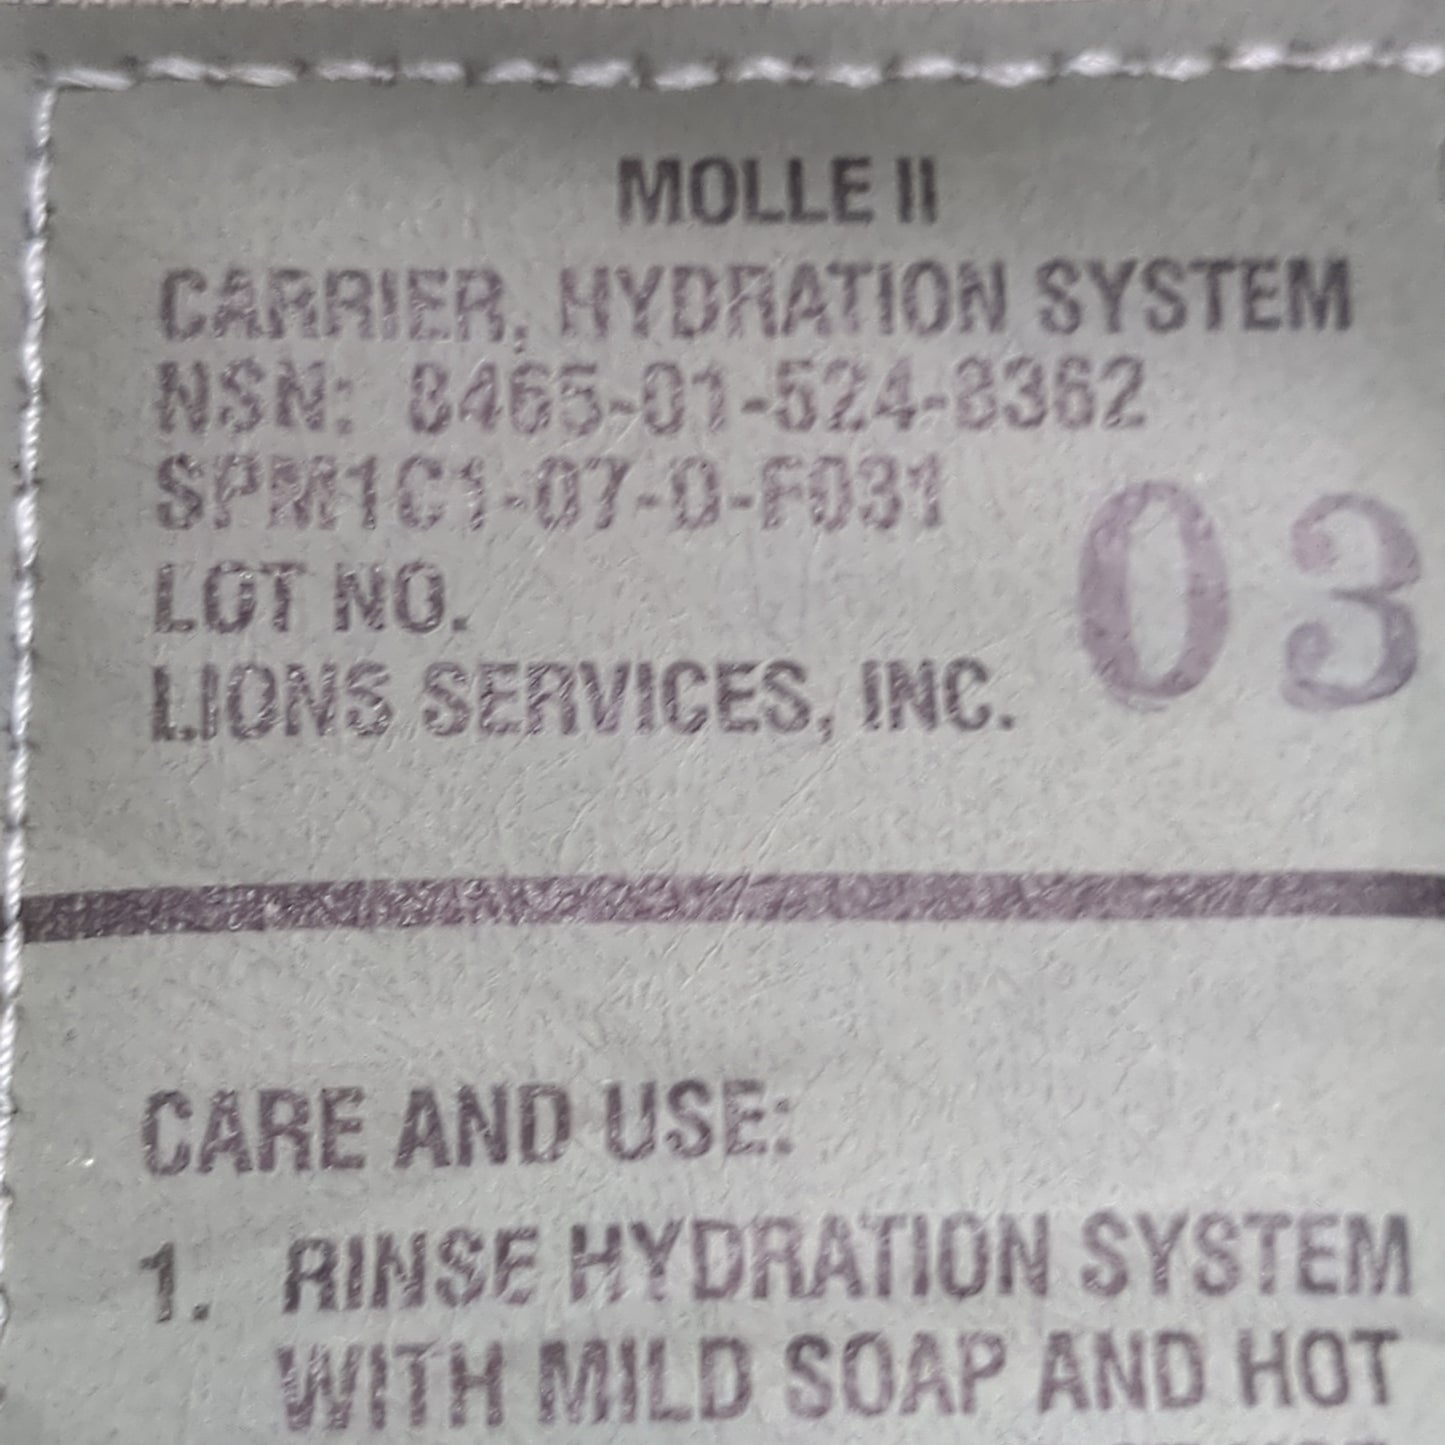 MOLLE II
CARRIER, HYDRATION SYSTEM
NSN: 8465-01-524-8362
SPM1C1-07-D-F031
LOT NO.
03
LIONS SERVICES, INC.
CARE AND USE:
1. RINSE HYDRATION SYSTEM
WITH MILD SOAP AND HOT